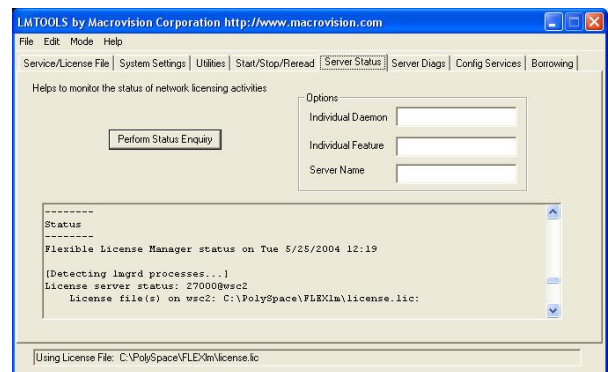 LMTOOLS by Macrovision Corporation http://www.macrovision.com
File Edit Mode Help
Service/License File System Settings Utilities Start/Stop/Reread Server Status Server Diags Config Services Borrowing
Helps to monitor the status of network licensing activities
Options
Individual Daemon
Perform Status Enquiry
Individual Feature
Server Name
--------
Status
--------
Flexible License Manager status on Tue 5/25/2004 12:19
[Detecting lmgrd processes...]
License server status: 27000@wsc2
License file(s) on wsc2: C:\PolySpace\FLEXlm\license.lic:
Using License File: C:\PolySpace\FLEXlm\license.lic